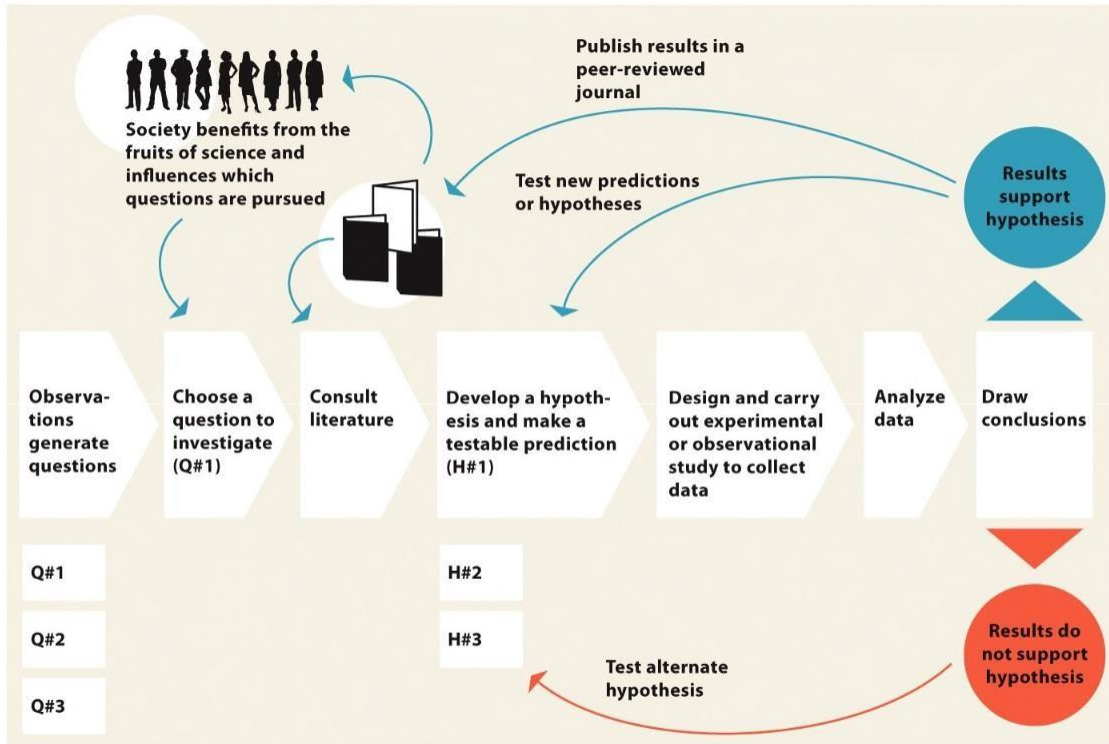 Publish results in a
peer-reviewed
journal
Society benefits from the
fruits of science and
influences which
questions are pursued
Test new predictions
or hypotheses
Results
support
hypothesis
Observa-
tions
generate
questions
Choose a
question to
investigate
(Q#1)
Consult
literature
Develop a hypoth-
esis and make a
testable prediction
(H#1)
Design and carry
out experimental
or observational
study to collect
data
Analyze
data
Draw
conclusions
Q#1
Q#2
Q#3
H#2
H#3
Test alternate
hypothesis
Results do
not support
hypothesis